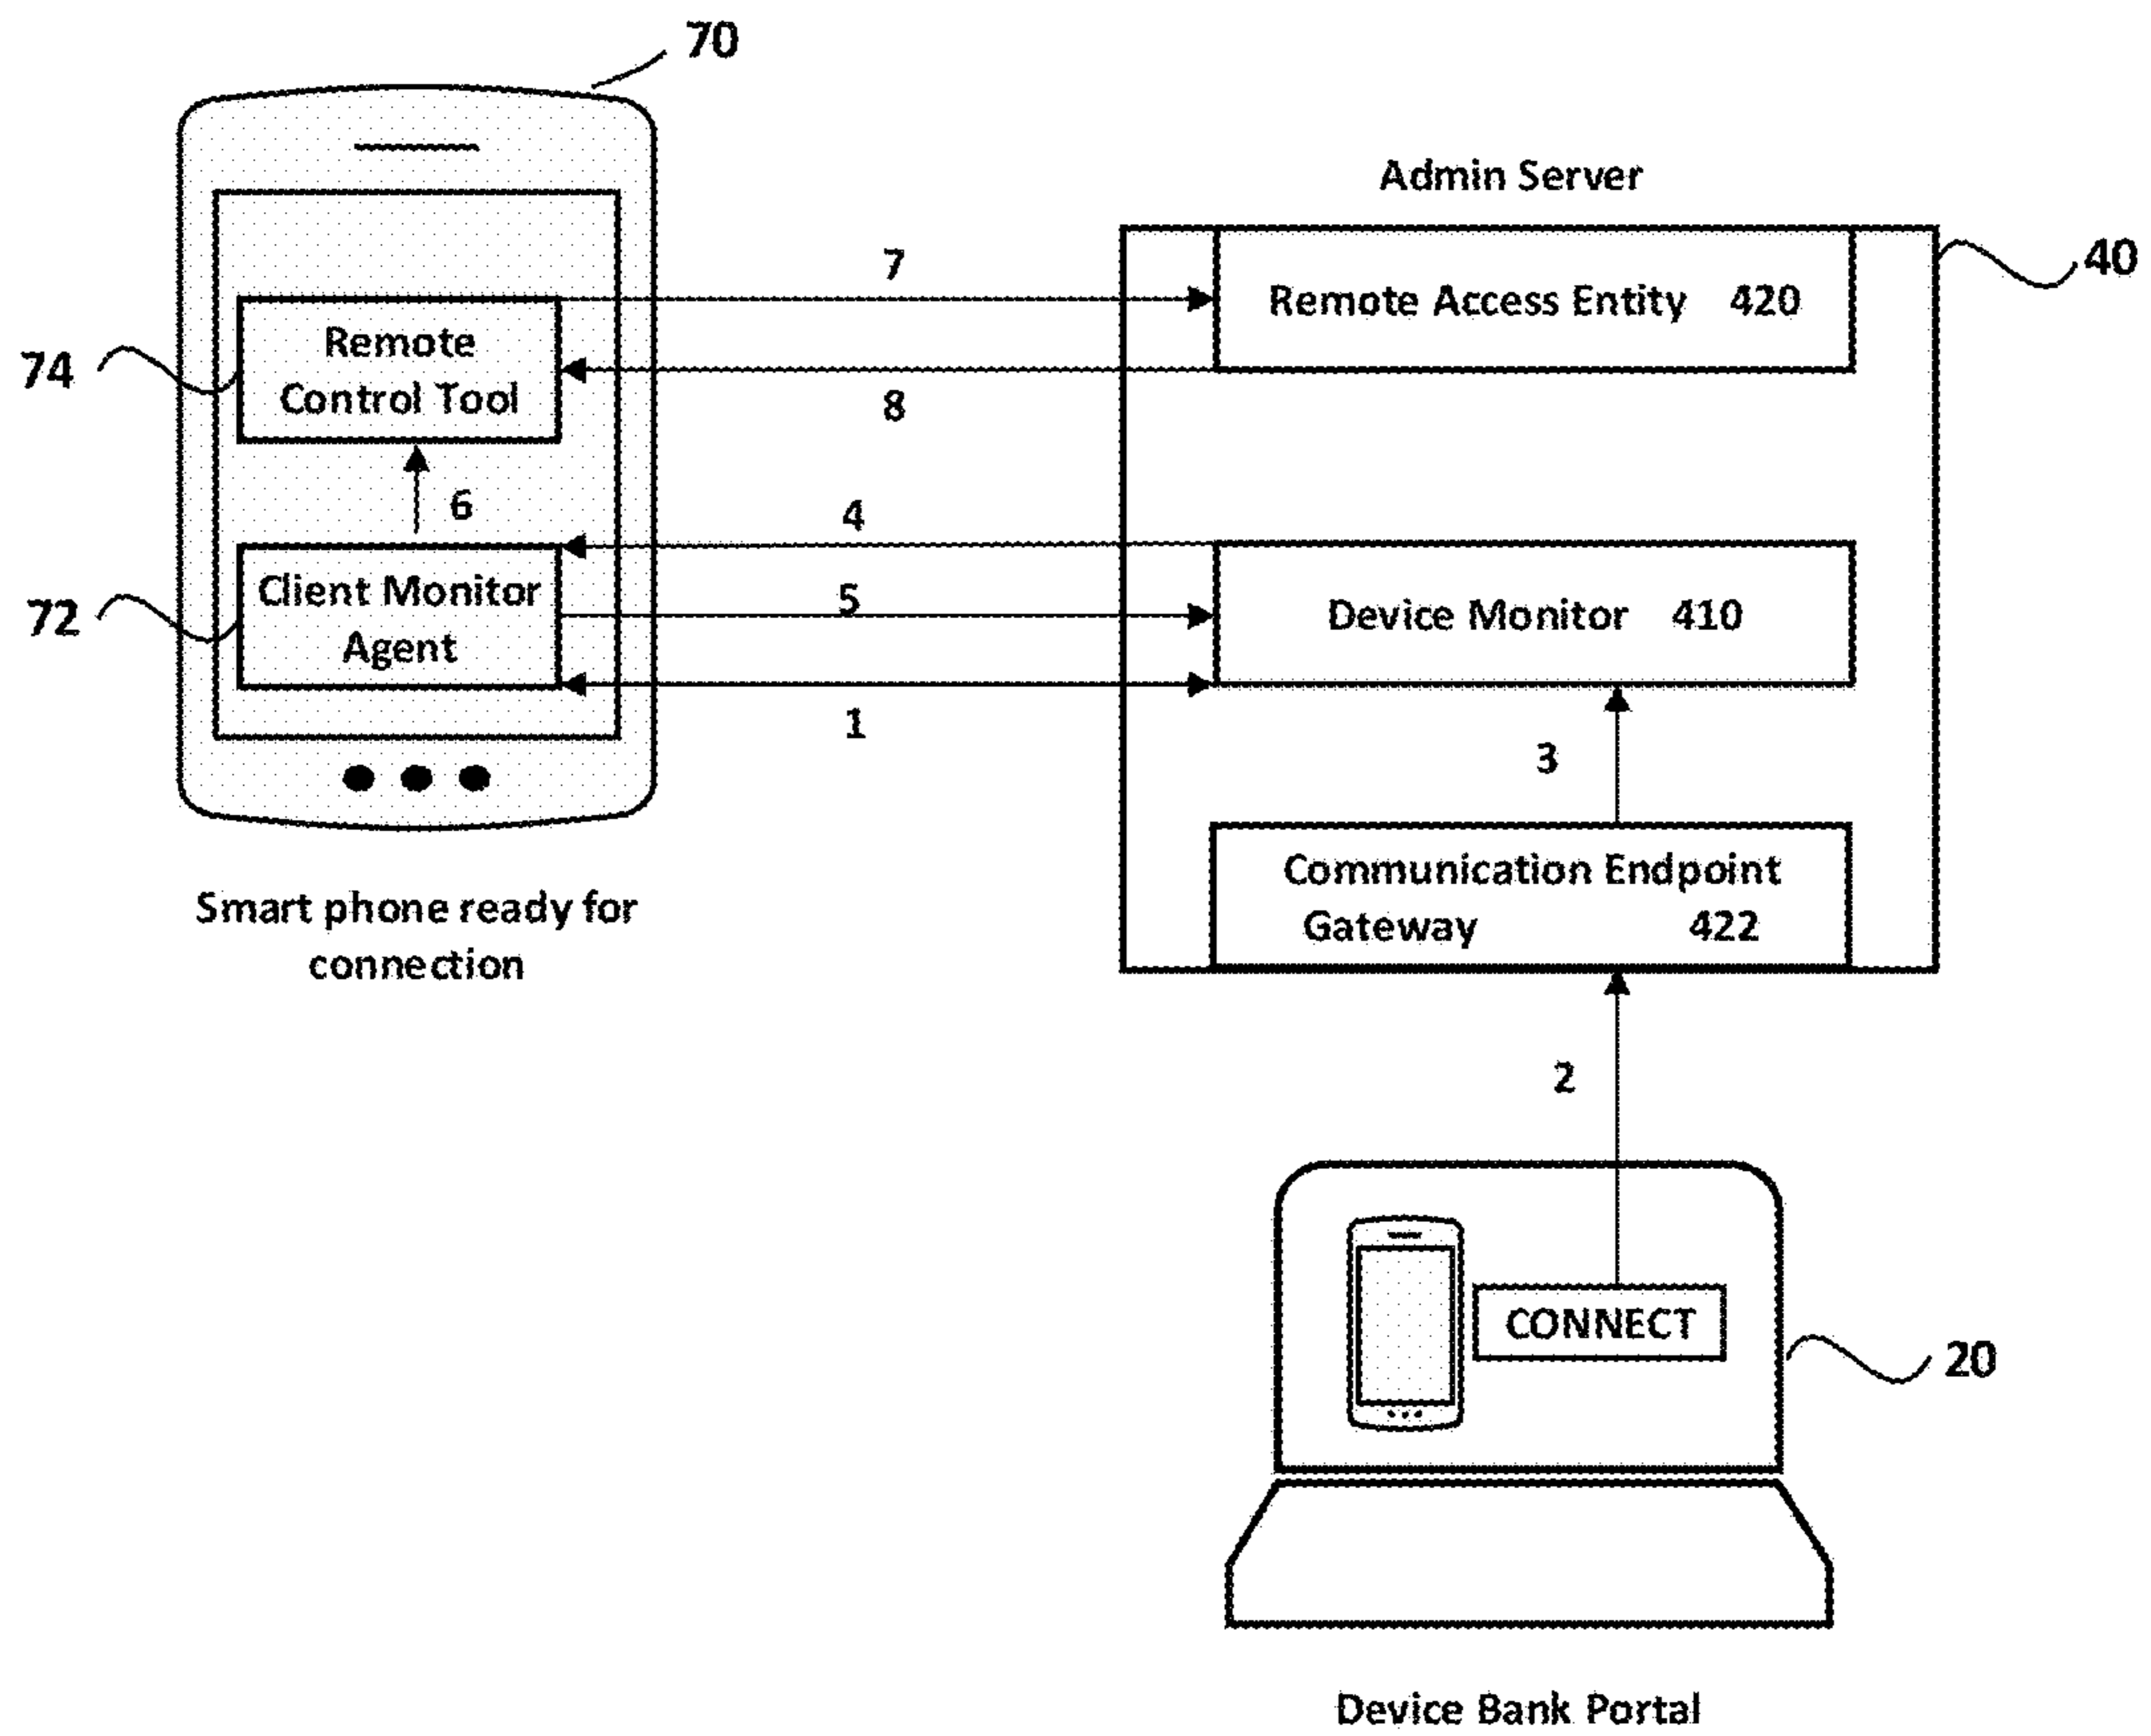 70
Admin Server
40
7
Remote Access Entity 420
Remote
Control Tool
74
8
6
4
5
Client Monitor
Agent
72
Device Monitor 410
1
3
Communication Endpoint
Gateway 422
Smart phone ready for
connection
2
CONNECT
20
Device Bank Portal